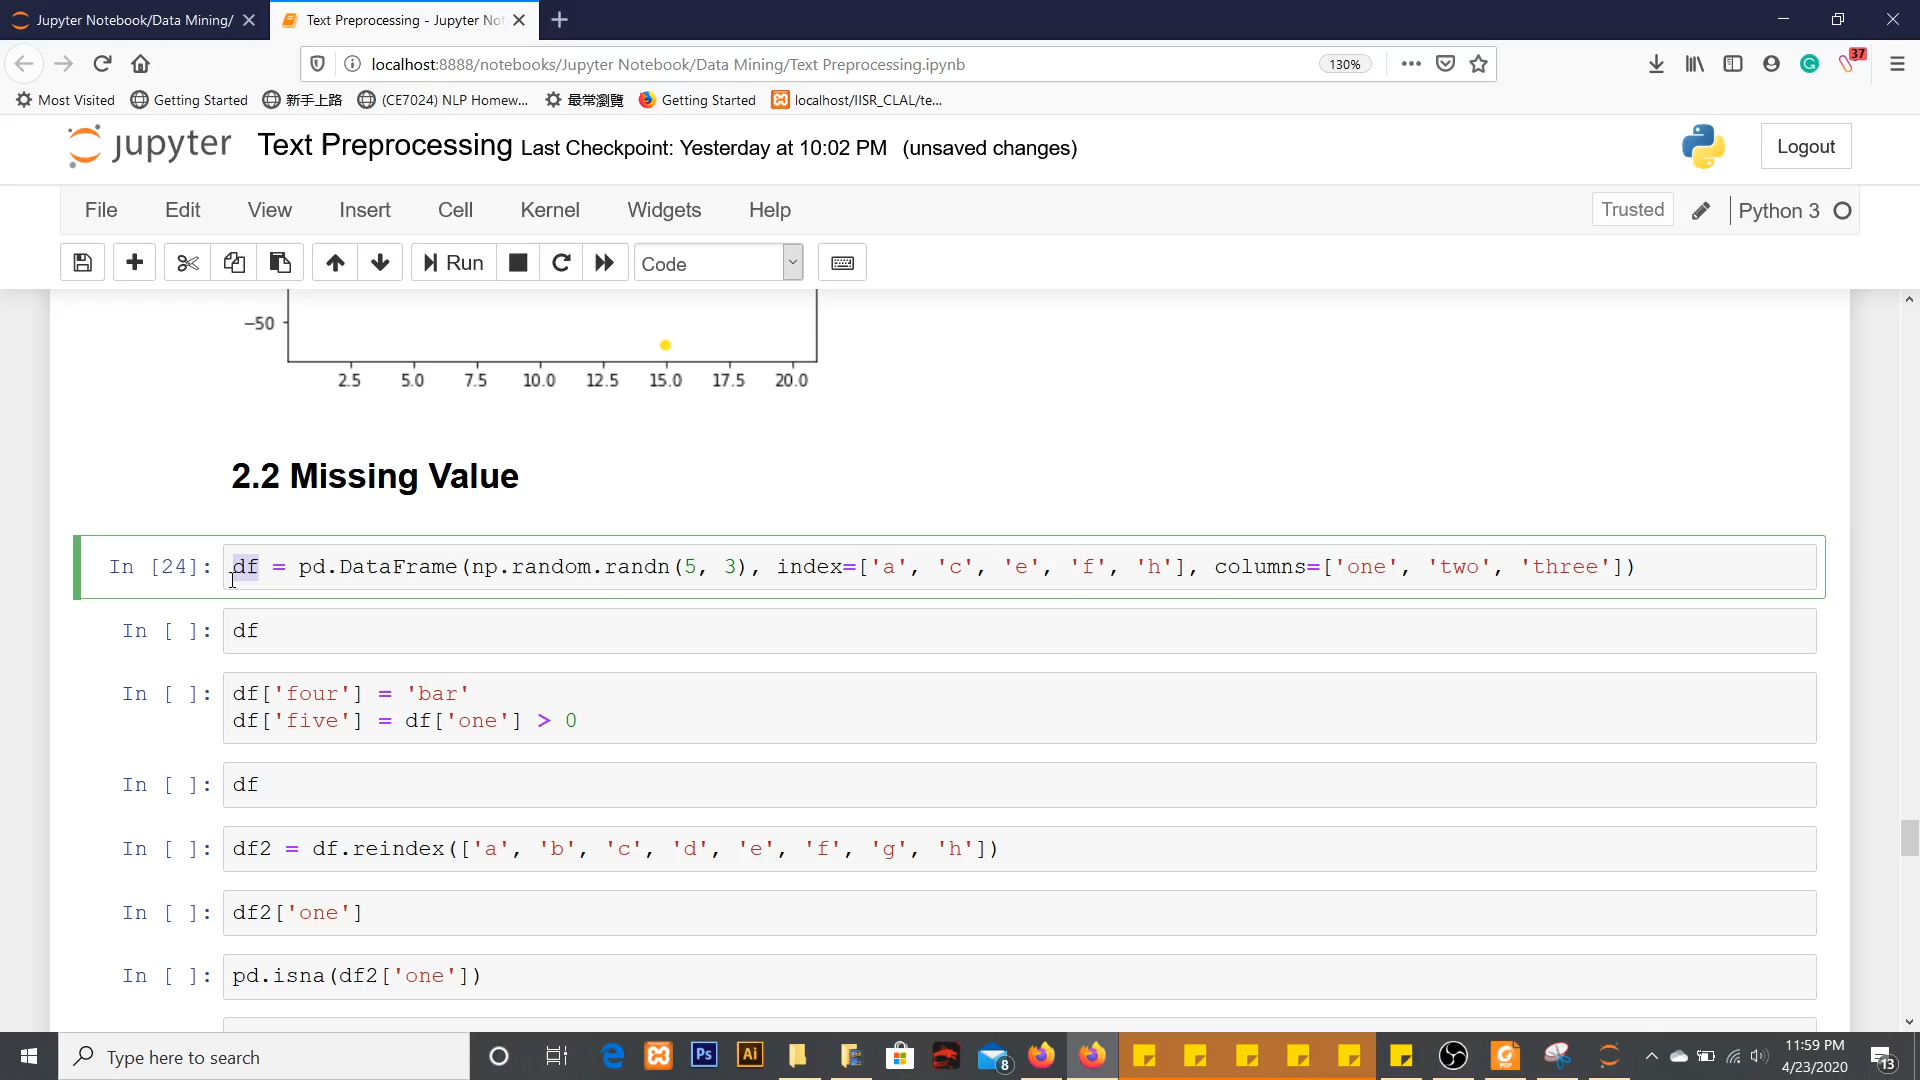 Jupyter Notebook/Data Mining/
Text Preprocessing - Jupyter Not
localhost:8888/notebooks/Jupyter Notebook/Data Mining/Text Preprocessing.ipynb
130%
37
Most Visited
Getting Started
新手上路
(CE7024) NLP Homew...
最常瀏覽
Getting Started
localhost/IISR_CLAL/te...
jupyter
Text Preprocessing Last Checkpoint: Yesterday at 10:02 PM (unsaved changes)
Logout
File Edit View Insert Cell Kernel Widgets Help
Trusted
Python 3
Run
Code
−50
2.5 5.0 7.5 10.0 12.5 15.0 17.5 20.0
2.2 Missing Value
In [24]: df = pd.DataFrame(np.random.randn(5, 3), index=['a', 'c', 'e', 'f', 'h'], columns=['one', 'two', 'three'])
In [ ]: df
In [ ]: df['four'] = 'bar'
df['five'] = df['one'] > 0
In [ ]: df
In [ ]: df2 = df.reindex(['a', 'b', 'c', 'd', 'e', 'f', 'g', 'h'])
In [ ]: df2['one']
In [ ]: pd.isna(df2['one'])
Type here to search
Ps
Ai
8
PDF
11:59 PM
4/23/2020
13